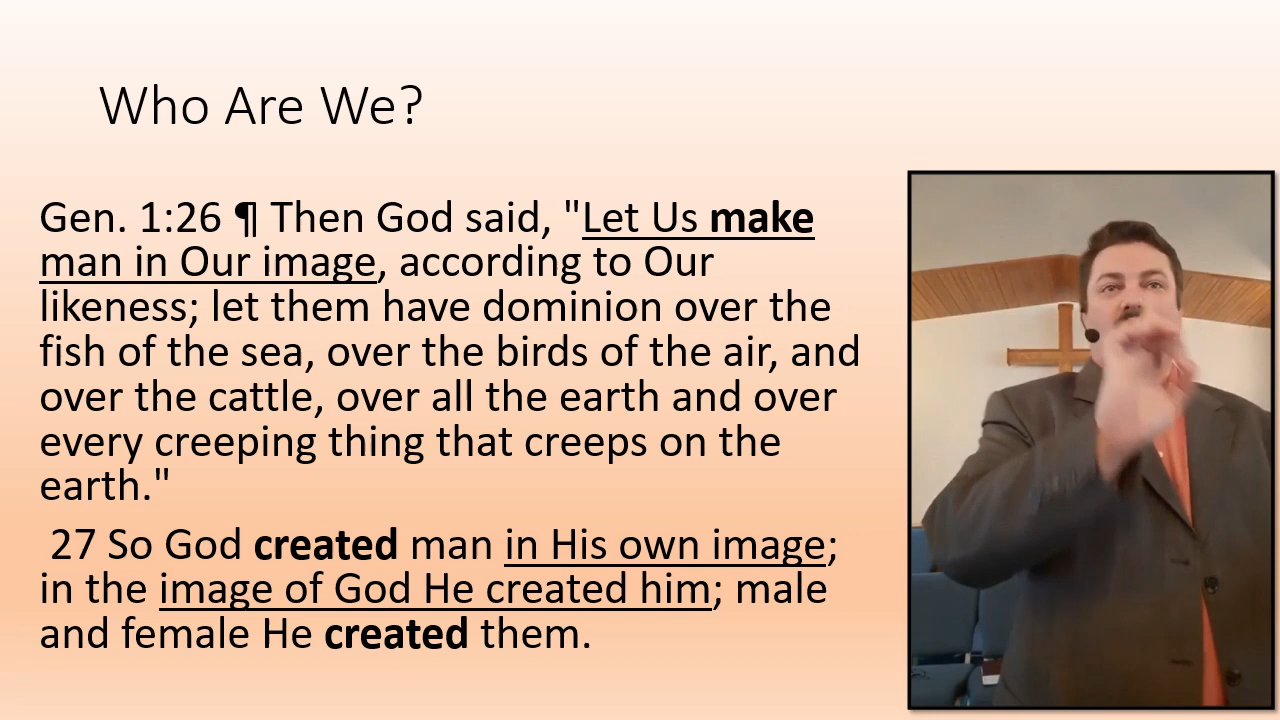 Who Are We?
Gen. 1:26 ¶ Then God said, "Let Us make
man in Our image, according to Our
likeness; let them have dominion over the
fish of the sea, over the birds of the air, and
over the cattle, over all the earth and over
every creeping thing that creeps on the
earth."
27 So God created man in His own image;
in the image of God He created him; male
and female He created them.